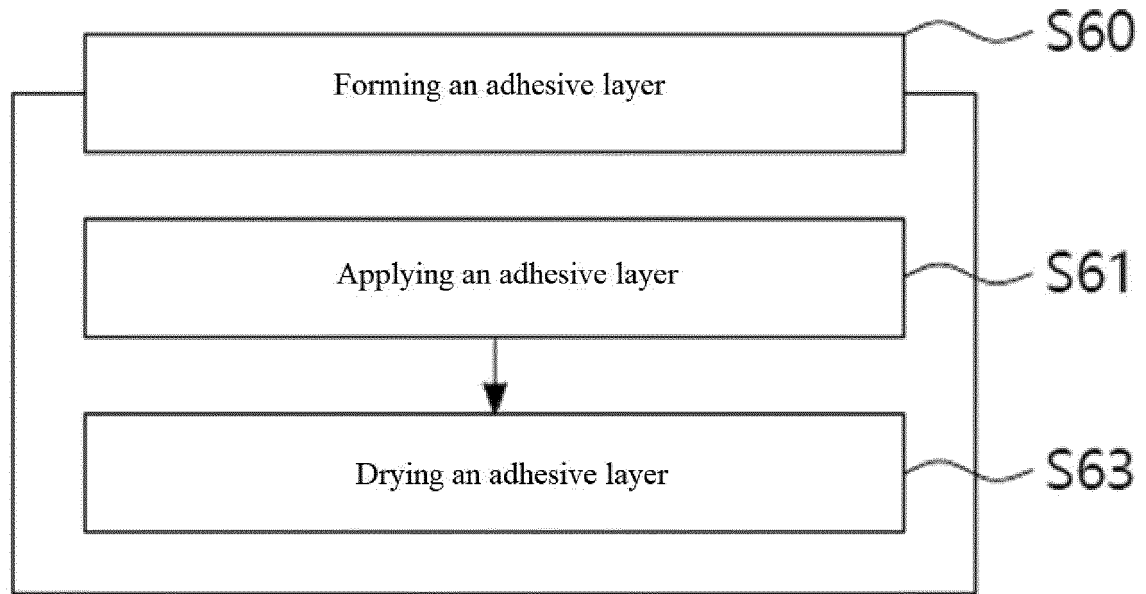 S60
Forming an adhesive layer
Applying an adhesive layer
S61
Drying an adhesive layer
S63